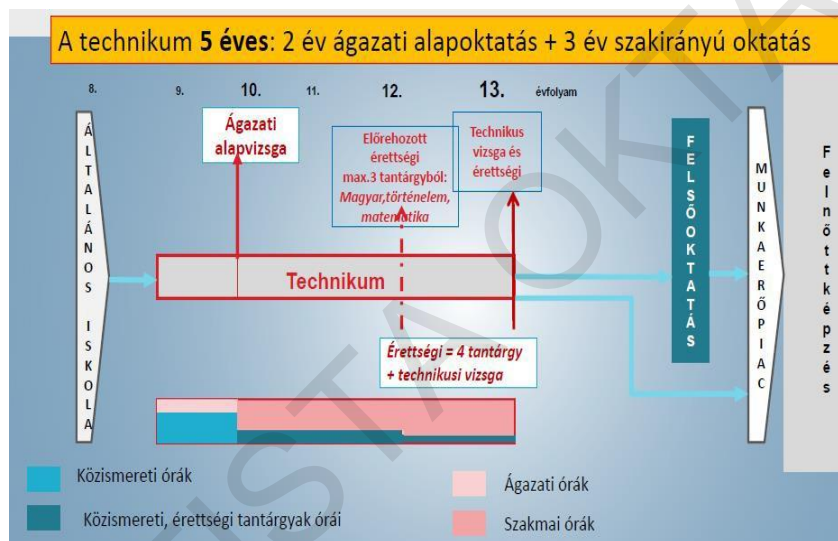 A technikum 5 éves: 2 év ágazati alapoktatás + 3 év szakirányú oktatás
8. 9. 10. 11. 12. 13. évfolyam
Ágazati
alapvizsga
Előrehozott
érettségi
max.3 tantárgyból:
Magyar,történelem,
matematika
Technikus
vizsga és
érettségi
ÁLTALÁNOS ISKOLA
Technikum
FELSŐOKTATÁS
MUNKAERŐPIAC
Felnőttképzés
Érettségi = 4 tantárgy
+ technikusi vizsga
Közismereti órák
Ágazati órák
Közismereti, érettségi tantárgyak órái
Szakmai órák
ISTA OKTA